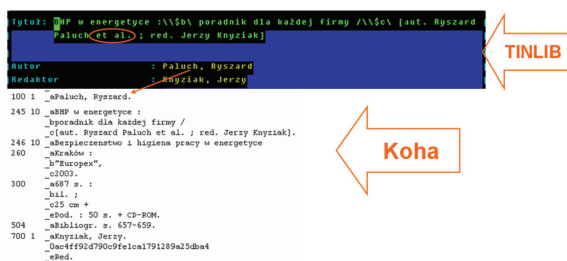 Tytuł: BHP w energetyce :\\$b\ poradnik dla każdej firmy /\\$c\ [aut. Ryszard
Paluch et al. ; red. Jerzy Knyziak]
Autor : Paluch, Ryszard
Redaktor : Knyziak, Jerzy
TINLIB
100 1 _aPaluch, Ryszard.
245 10 _aBHP w energetyce :
_bporadnik dla każdej firmy /
_c[aut. Ryszard Paluch et al. ; red. Jerzy Knyziak].
246 10 _aBezpieczenstwo i higiena pracy w energetyce
260 _aKraków :
_b"Europex",
_c2003.
300 _a687 s. :
_bil. ;
_c25 cm +
_eDod. : 50 s. + CD-ROM.
504 _aBibliogr. s. 657-659.
700 1 _aKnyziak, Jerzy.
_0ac4ff92d790c9fe1ca1791289a25dba4
_eRed.
Koha